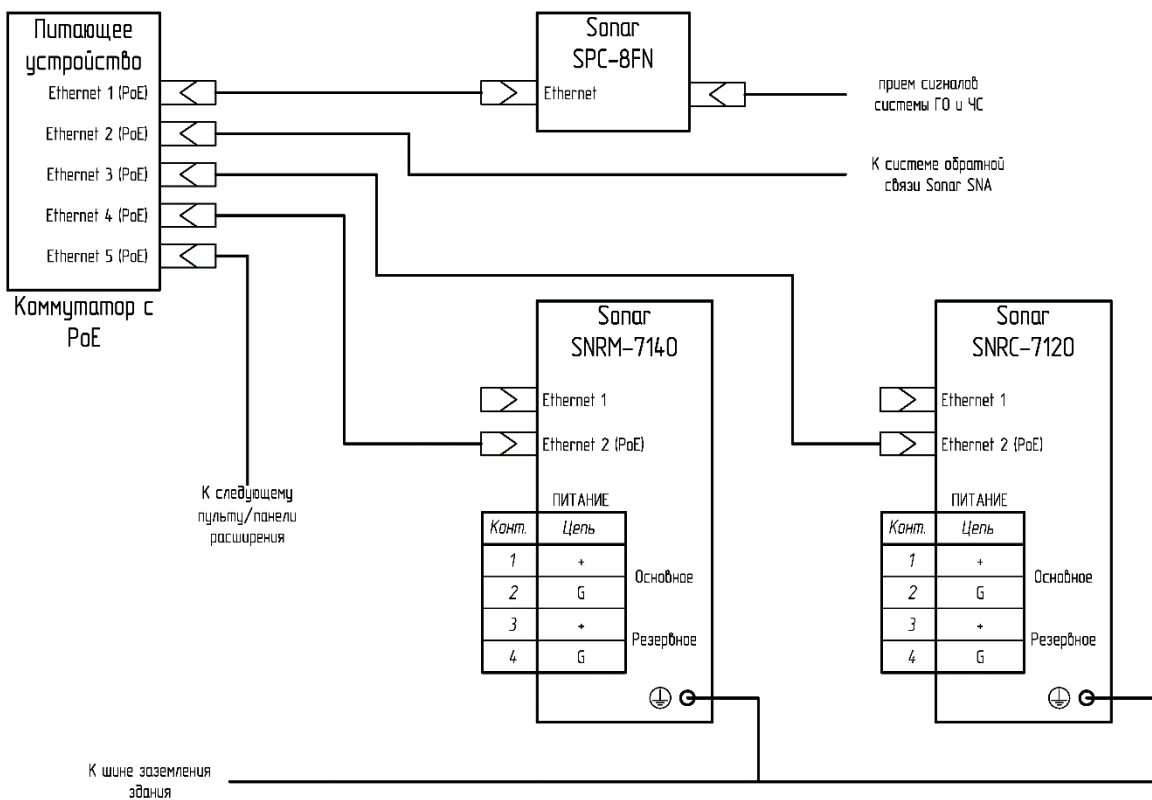 Питающее
устройство
Ethernet 1 (PoE)
Ethernet 2 (PoE)
Ethernet 3 (PoE)
Ethernet 4 (PoE)
Ethernet 5 (PoE)
Коммутатор с
PoE
Sonar
SPC-8FN
Ethernet
прием сигналов
системы ГО и ЧС
К системе обратной
связи Sonar SNA
К следующему
пульту/панели
расширения
Sonar
SNRM-7140
Ethernet 1
Ethernet 2 (PoE)
ПИТАНИЕ
Конт. Цепь
1 +
2 G
Основное
3 +
4 G
Резервное
Sonar
SNRC-7120
Ethernet 1
Ethernet 2 (PoE)
ПИТАНИЕ
Конт. Цепь
1 +
2 G
Основное
3 +
4 G
Резервное
К шине заземления
здания